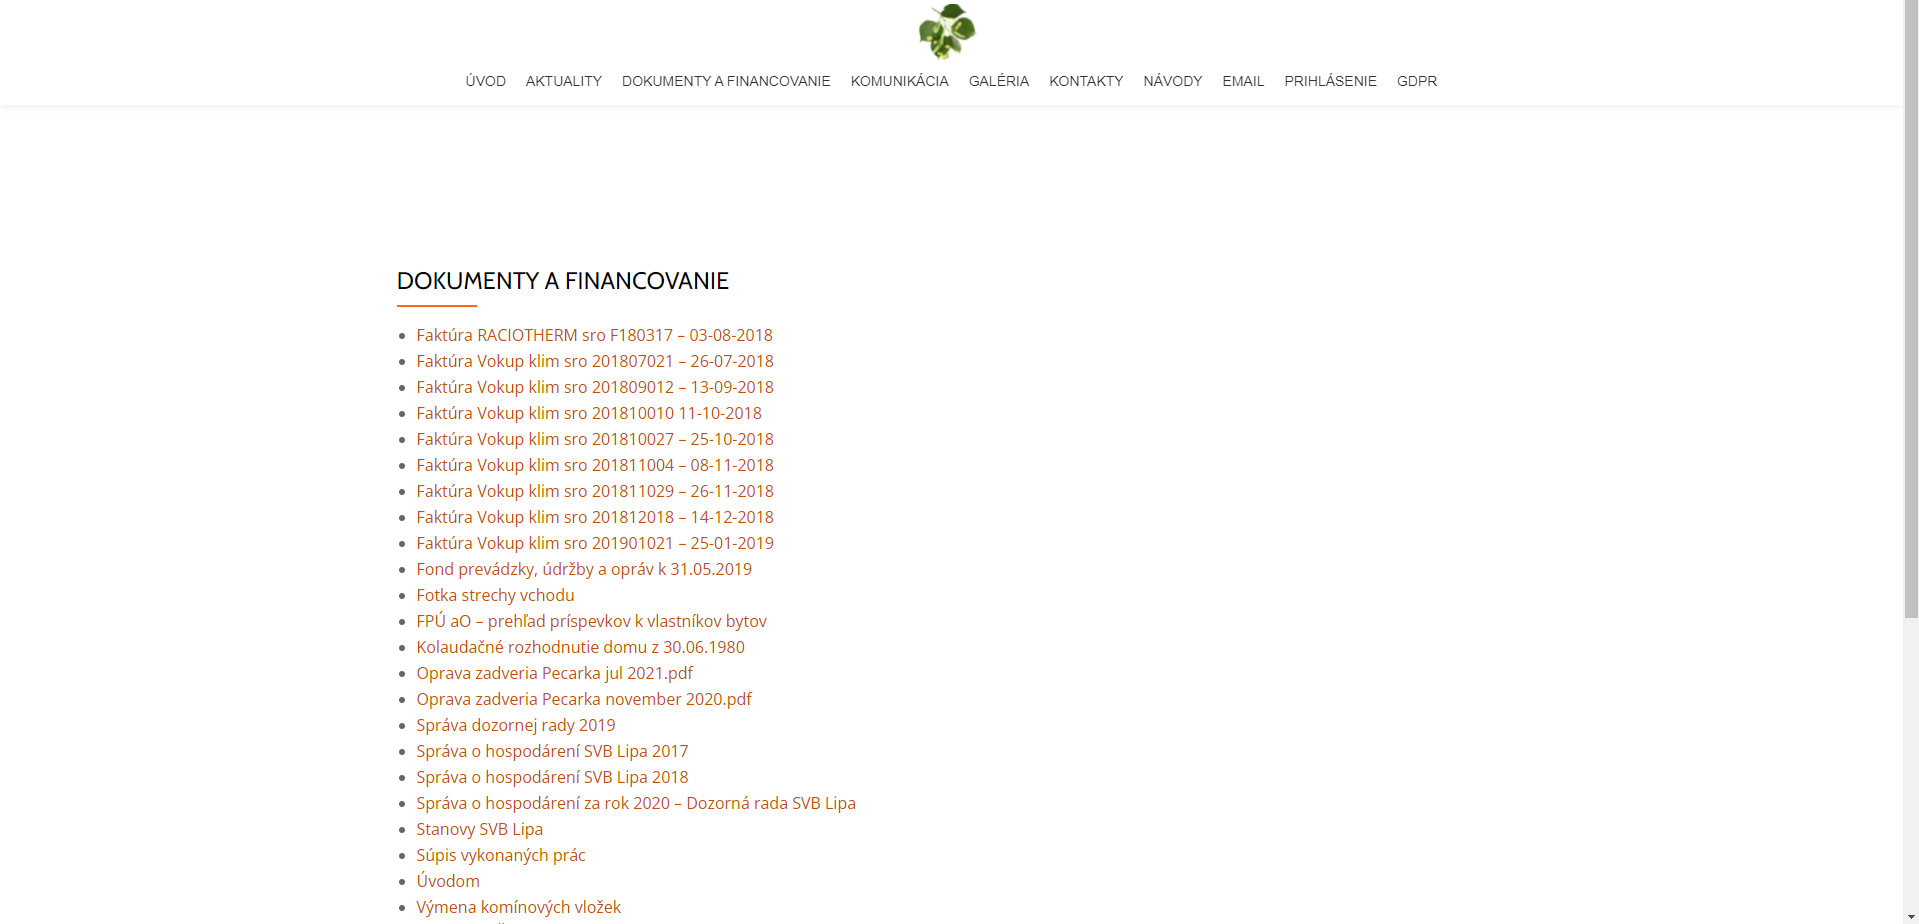 ÚVOD AKTUALITY DOKUMENTY A FINANCOVANIE KOMUNIKÁCIA GALÉRIA KONTAKTY NÁVODY EMAIL PRIHLÁSENIE GDPR
DOKUMENTY A FINANCOVANIE
Faktúra RACIOTHERM sro F180317 – 03-08-2018
Faktúra Vokup klim sro 201807021 – 26-07-2018
Faktúra Vokup klim sro 201809012 – 13-09-2018
Faktúra Vokup klim sro 201810010 11-10-2018
Faktúra Vokup klim sro 201810027 – 25-10-2018
Faktúra Vokup klim sro 201811004 – 08-11-2018
Faktúra Vokup klim sro 201811029 – 26-11-2018
Faktúra Vokup klim sro 201812018 – 14-12-2018
Faktúra Vokup klim sro 201901021 – 25-01-2019
Fond prevádzky, údržby a opráv k 31.05.2019
Fotka strechy vchodu
FPÚ aO – prehľad príspevkov k vlastníkov bytov
Kolaudačné rozhodnutie domu z 30.06.1980
Oprava zadveria Pecarka jul 2021.pdf
Oprava zadveria Pecarka november 2020.pdf
Správa dozornej rady 2019
Správa o hospodárení SVB Lipa 2017
Správa o hospodárení SVB Lipa 2018
Správa o hospodárení za rok 2020 – Dozorná rada SVB Lipa
Stanovy SVB Lipa
Súpis vykonaných prác
Úvodom
Výmena komínových vložek